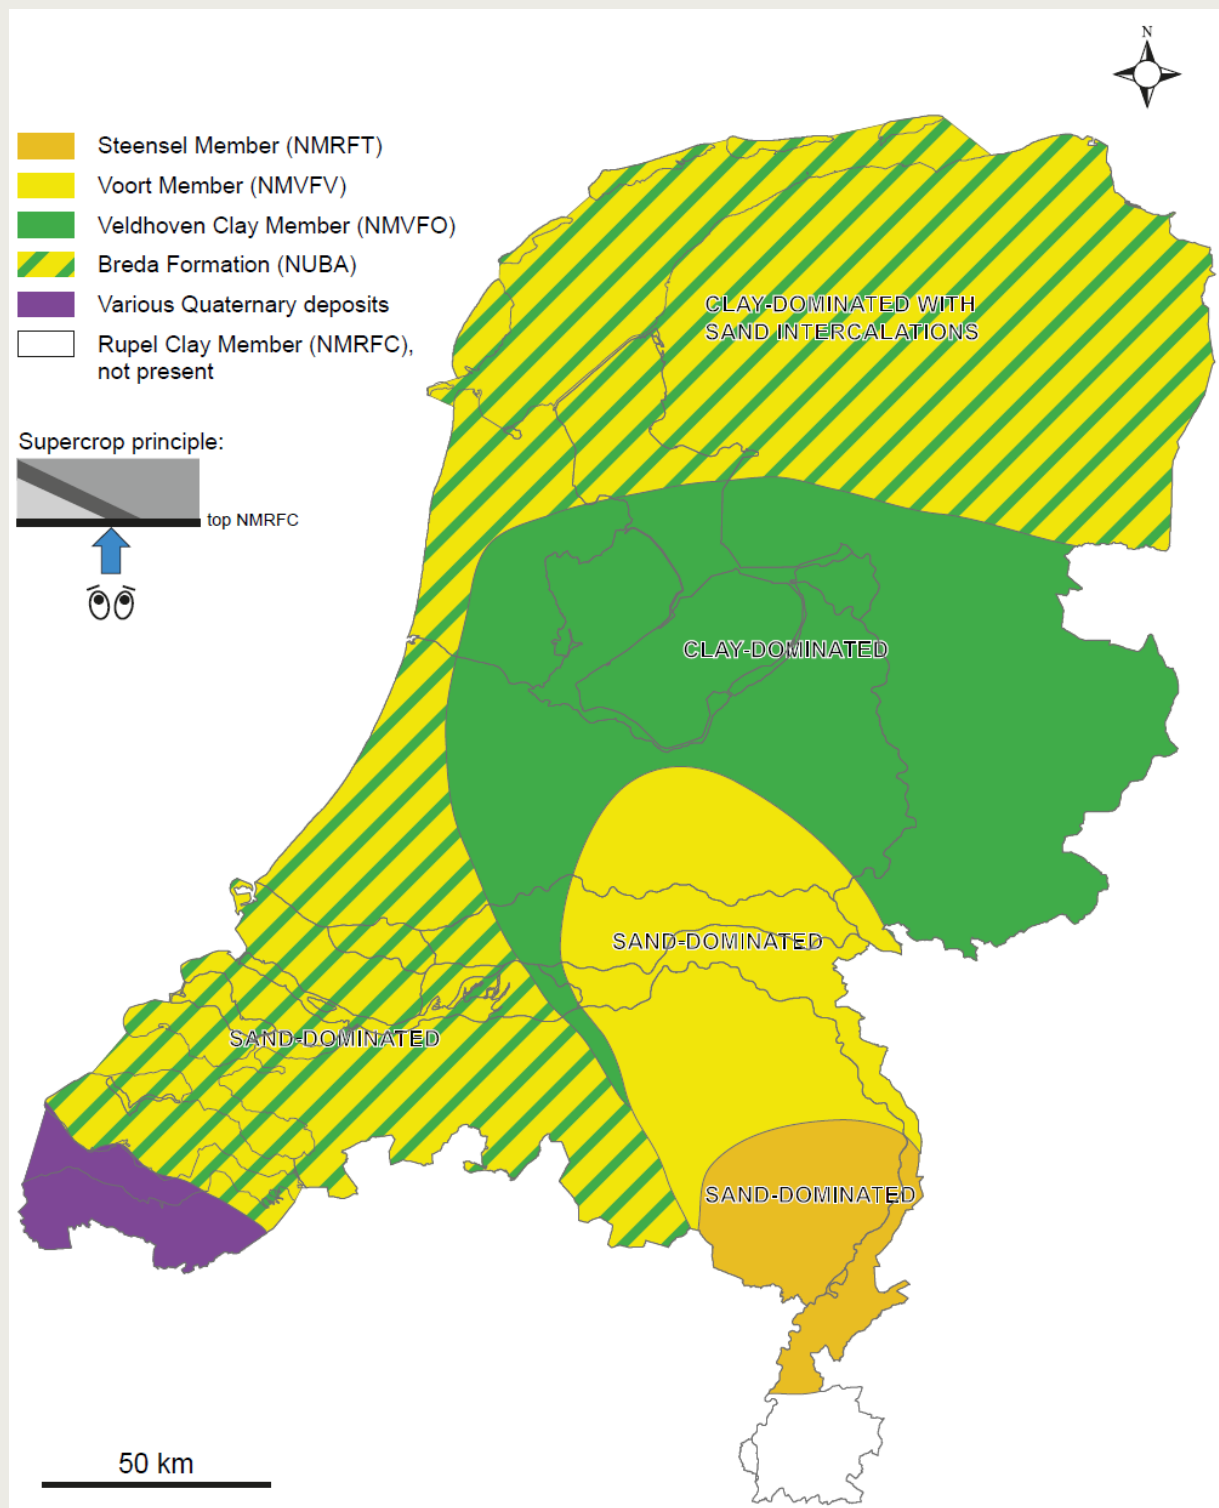 N
Steensel Member (NMRFT)
Voort Member (NMVFV)
Veldhoven Clay Member (NMVFO)
Breda Formation (NUBA)
Various Quaternary deposits
Rupel Clay Member (NMRFC),
not present
Supercrop principle:
top NMRFC
CLAY-DOMINATED WITH
SAND INTERCALATIONS
CLAY-DOMINATED
SAND-DOMINATED
SAND-DOMINATED
SAND-DOMINATED
50 km